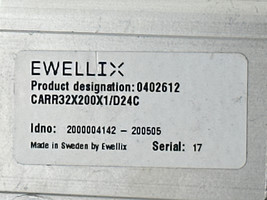 EWELLIX
Product designation: 0402612
CARR32X200X1/D24C
Idno: 2000004142 - 200505
Made in Sweden by Ewellix Serial: 17